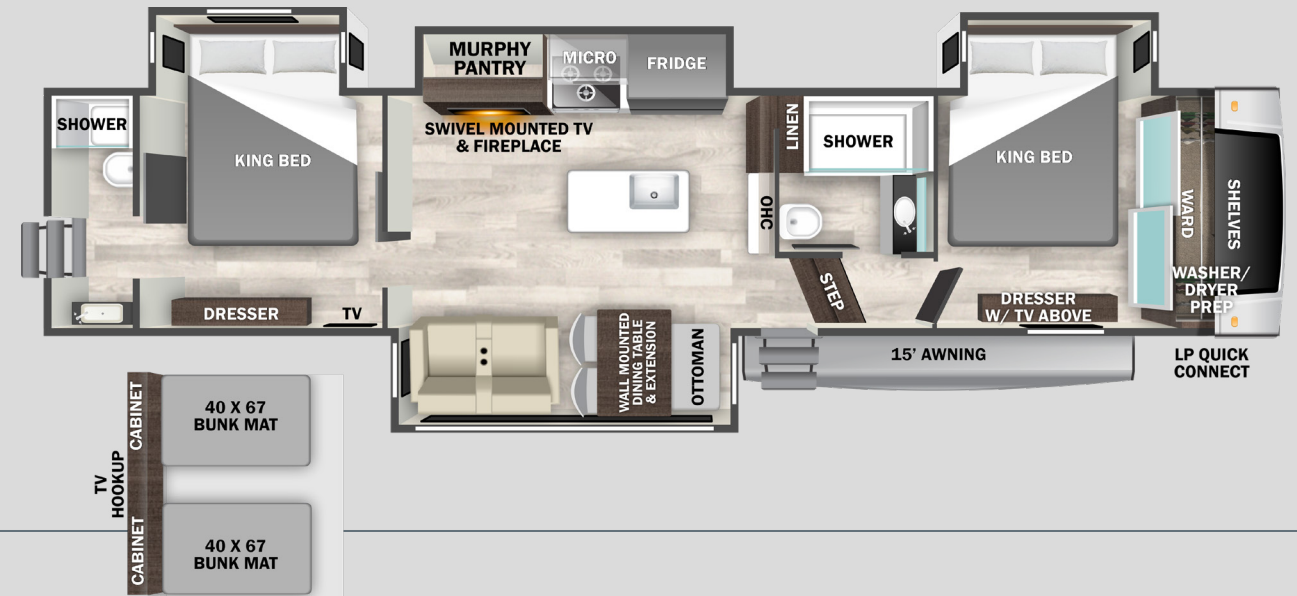 MURPHY
PANTRY
MICRO
FRIDGE
SWIVEL MOUNTED TV
& FIREPLACE
SHOWER
KING BED
LINEN
SHOWER
KING BED
OHC
WARD
SHELVES
STEP
WASHER/
DRYER
PREP
DRESSER
TV
DRESSER
W/ TV ABOVE
WALL MOUNTED
DINING TABLE
& EXTENSION
OTTOMAN
15’ AWNING
LP QUICK
CONNECT
CABINET
40 X 67
BUNK MAT
TV
HOOKUP
CABINET
40 X 67
BUNK MAT